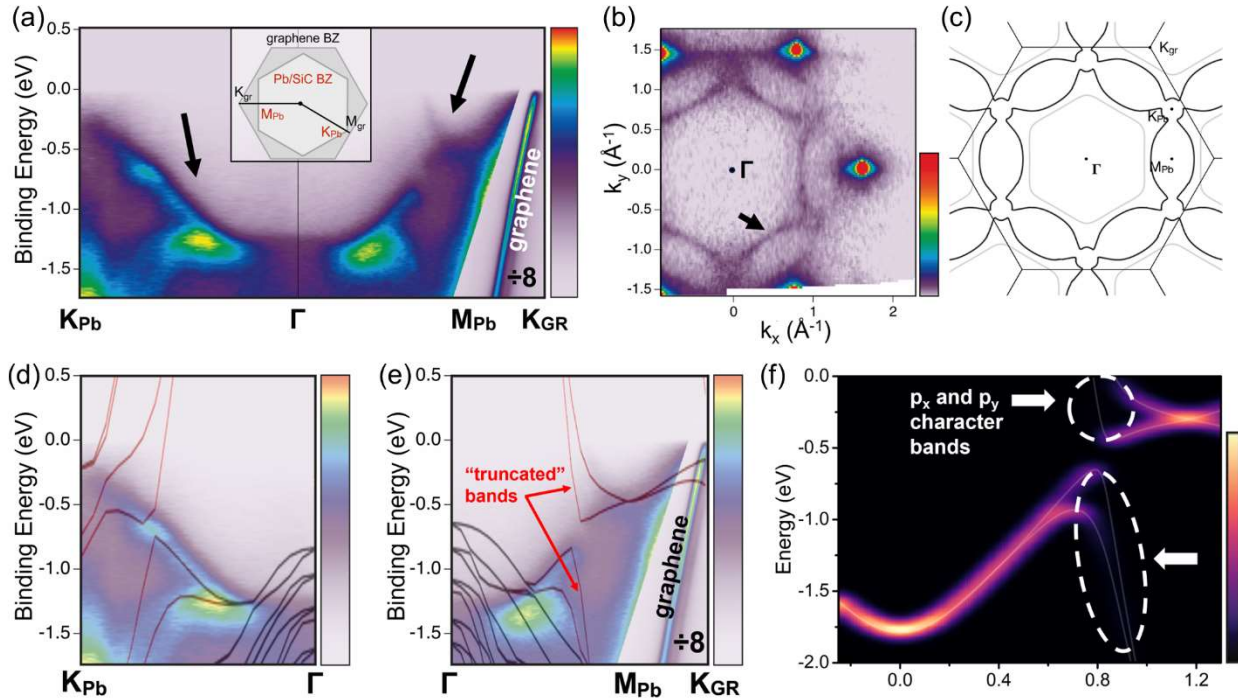 (a)
0.5
0.0
-0.5
-1.0
-1.5
Binding Energy (eV)
graphene BZ
Pb/SiC BZ
Kgr
MPb
KPb
Mgr
graphene
÷8
KPb
Γ
MPb
KGR
(b)
1.5
1.0
0.5
0.0
-0.5
-1.0
-1.5
ky (Å-1)
Γ
0
1
2
kx (Å-1)
(c)
Kgr
KPb
MPb
Γ
(d)
0.5
0.0
-0.5
-1.0
-1.5
Binding Energy (eV)
KPb
Γ
(e)
0.5
0.0
-0.5
-1.0
-1.5
Binding Energy (eV)
"truncated"
bands
graphene
÷8
Γ
MPb
KGR
(f)
0.0
-0.5
-1.0
-1.5
-2.0
Energy (eV)
px and py
character
bands
0.0
0.4
0.8
1.2